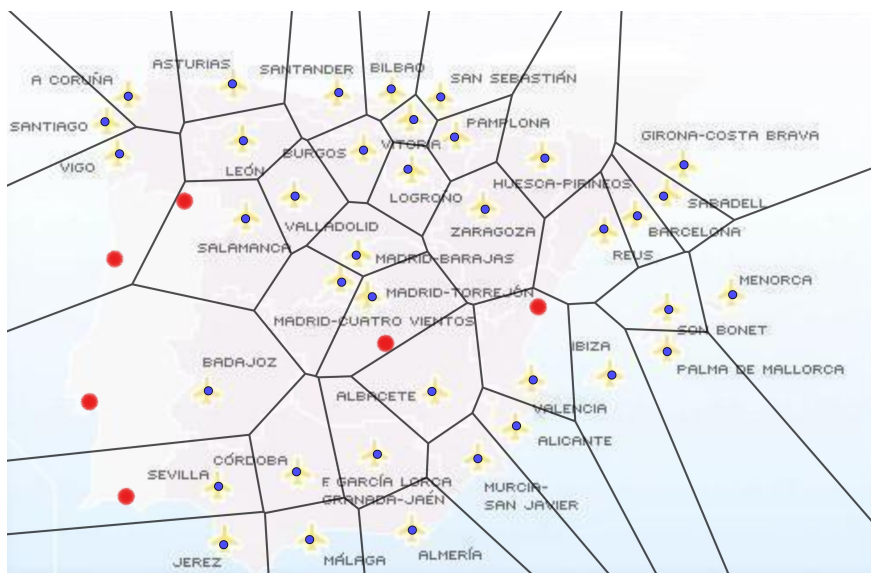 ASTURIAS
SANTANDER
BILBAO
A CORUÑA
SAN SEBASTIÁN
SANTIAGO
PAMPLONA
GIRONA-COSTA BRAVA
VITORIA
BURGOS
VIGO
LEÓN
HUESCA-PIRINEOS
LOGROÑO
SABADELL
VALLADOLID
ZARAGOZA
BARCELONA
SALAMANCA
REUS
MADRID-BARAJAS
MENORCA
MADRID-TORREJÓN
MADRID-CUATRO VIENTOS
SON BONET
IBIZA
BADAJOZ
PALMA DE MALLORCA
ALBACETE
VALENCIA
ALICANTE
CÓRDOBA
SEVILLA
F GARCÍA LORCA
GRANADA-JAÉN
MURCIA-
SAN JAVIER
JEREZ
MÁLAGA
ALMERÍA